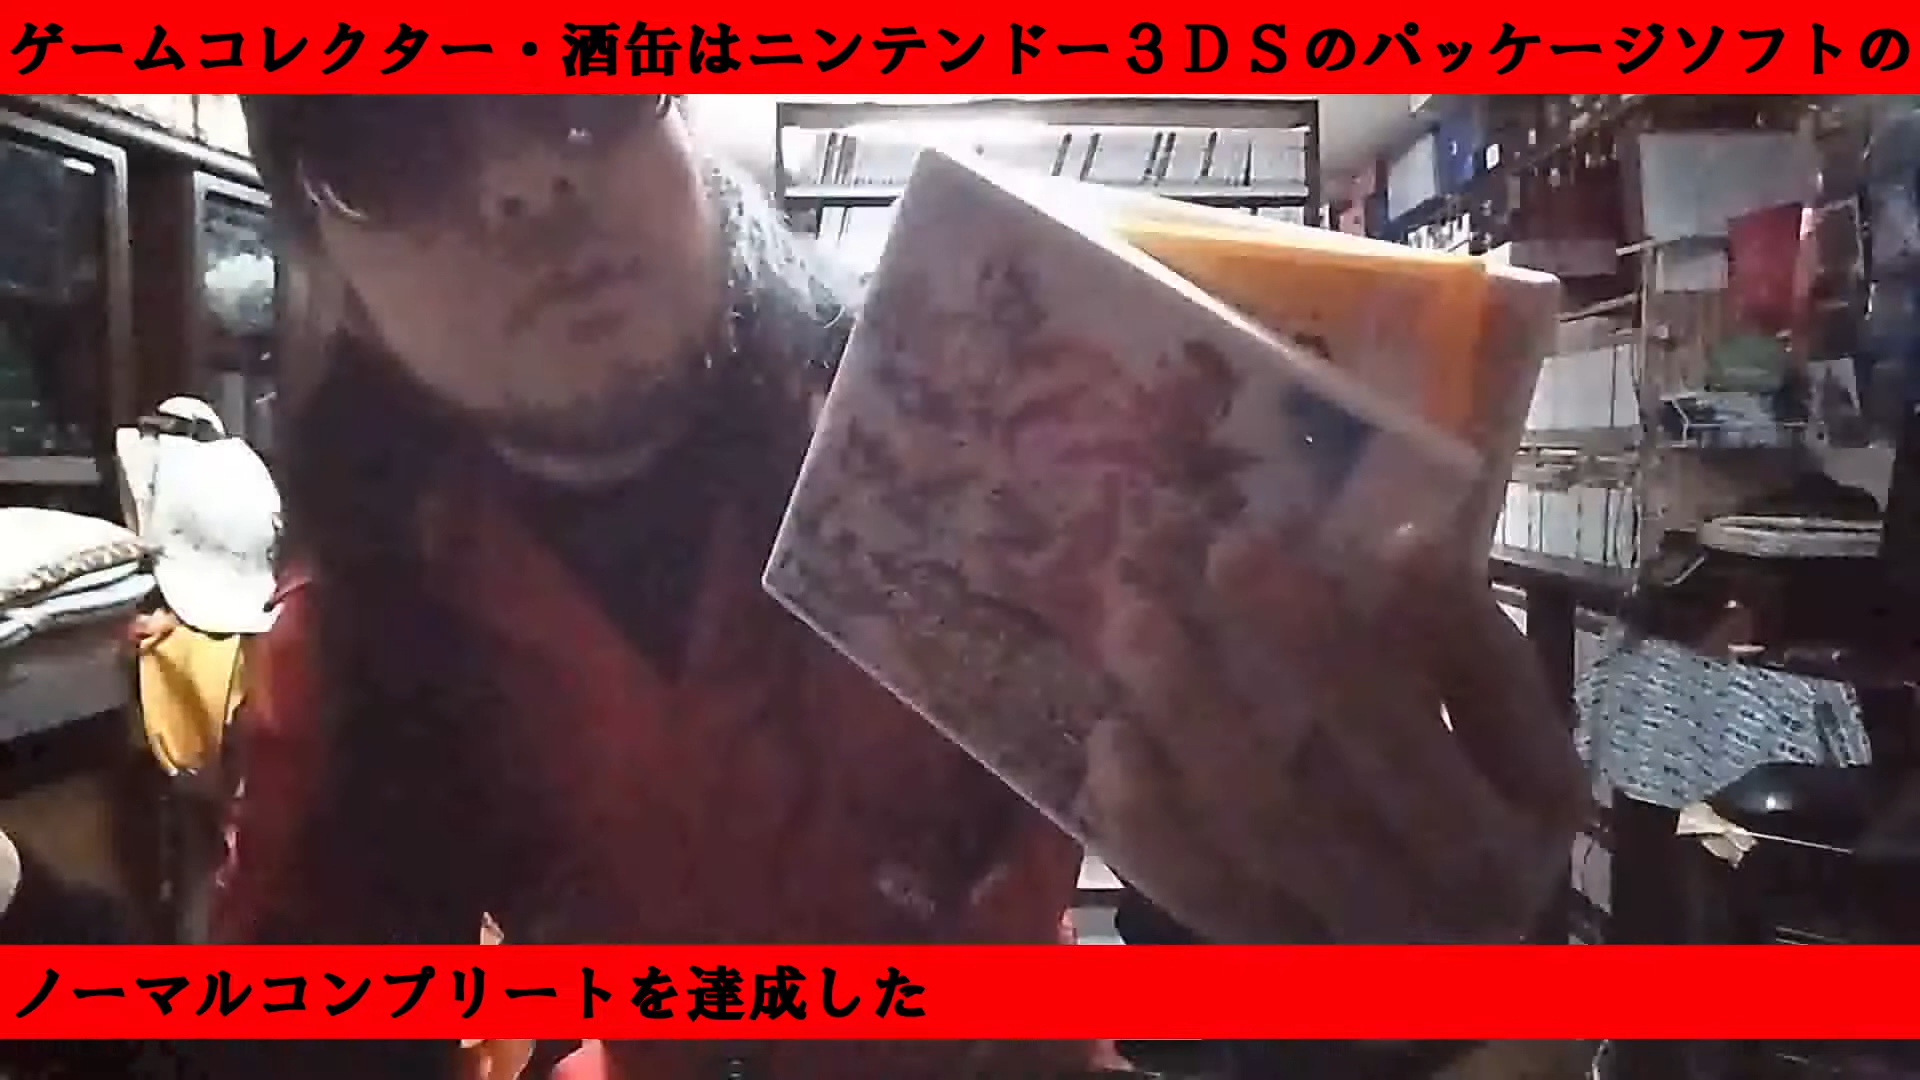 ゲームコレクター・酒缶はニンテンドー３ＤＳのパッケージソフトの
ノーマルコンプリートを達成した